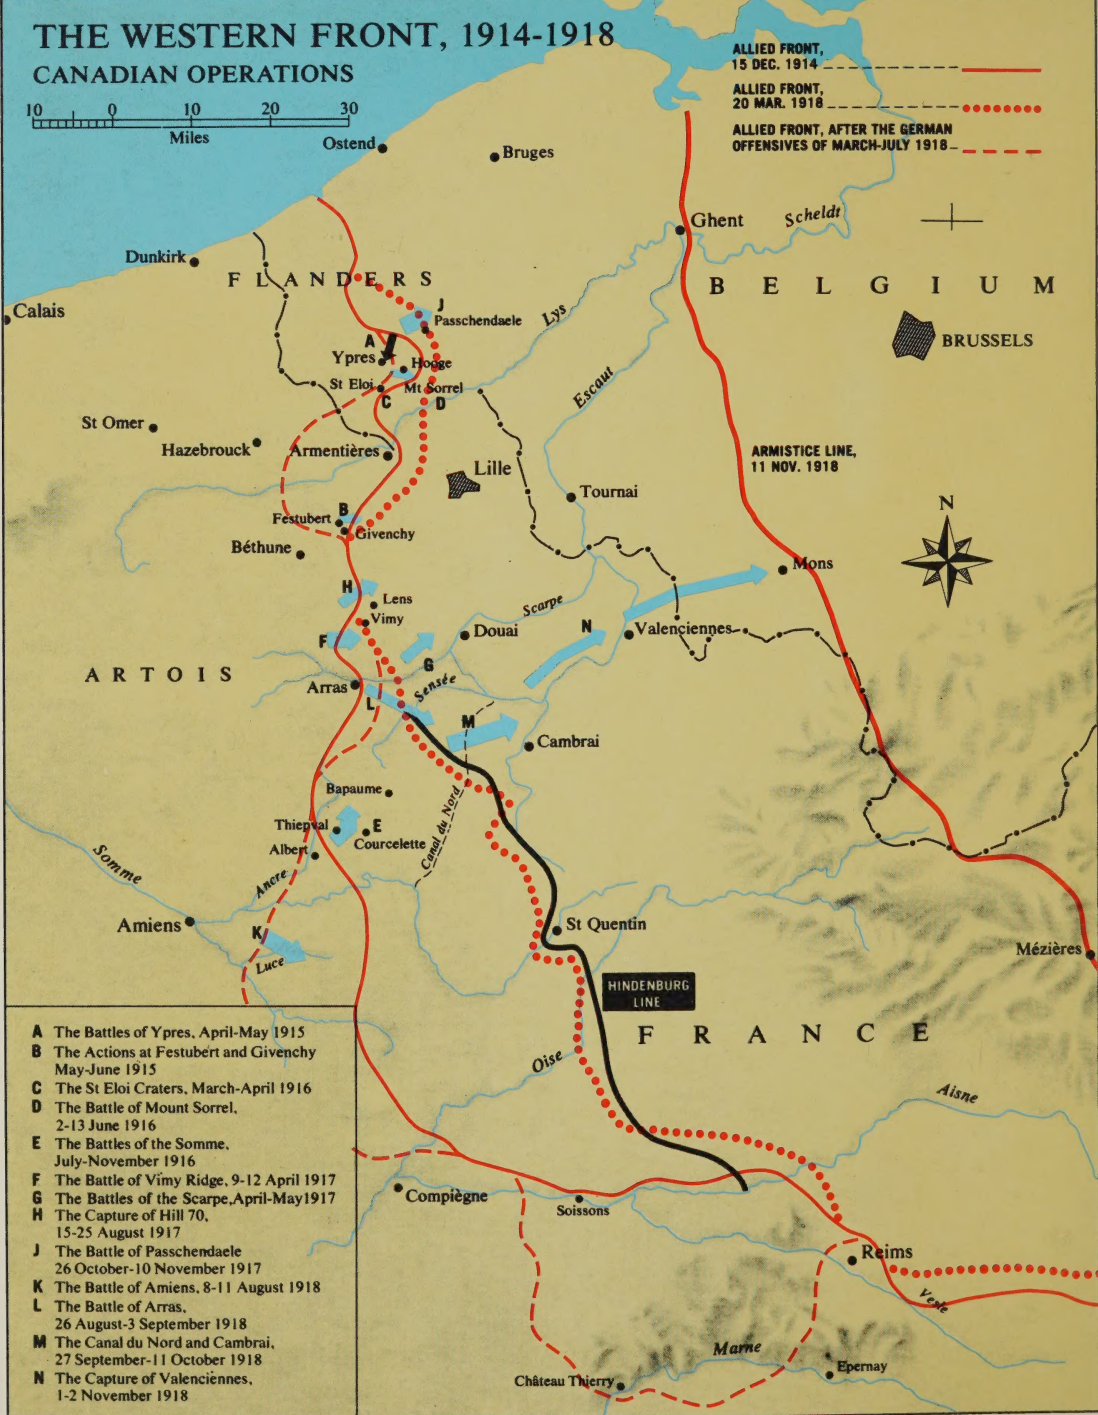 THE WESTERN FRONT, 1914-1918
CANADIAN OPERATIONS
10 0 10 20 30
Miles
ALLIED FRONT,
15 DEC. 1914
ALLIED FRONT,
20 MAR. 1918
ALLIED FRONT, AFTER THE GERMAN
OFFENSIVES OF MARCH-JULY 1918
Ostend
Bruges
Ghent
Scheldt
Dunkirk
FLANDERS
BELGIUM
Calais
J
Passchendaele
Lys
BRUSSELS
A
Ypres
Hooge
St Eloi
Mt Sorrel
C
D
Escaut
St Omer
Hazebrouck
Armentières
ARMISTICE LINE,
11 NOV. 1918
Lille
Tournai
N
B
Festubert
Givenchy
Béthune
Mons
H
Lens
Vimy
Scarpe
F
Douai
N
Valenciennes
G
ARTOIS
Arras
Sensée
L
M
Cambrai
Bapaume
Canal du Nord
Thiepval
E
Courcelette
Albert
Somme
Ancre
Amiens
K
Luce
St Quentin
Mézières
HINDENBURG
LINE
FRANCE
Oise
Aisne
Compiègne
Soissons
Reims
Vesle
Marne
Epernay
Château Thierry
A The Battles of Ypres, April-May 1915
B The Actions at Festubert and Givenchy
May-June 1915
C The St Eloi Craters, March-April 1916
D The Battle of Mount Sorrel,
2-13 June 1916
E The Battles of the Somme,
July-November 1916
F The Battle of Vimy Ridge, 9-12 April 1917
G The Battles of the Scarpe, April-May 1917
H The Capture of Hill 70,
15-25 August 1917
J The Battle of Passchendaele
26 October-10 November 1917
K The Battle of Amiens, 8-11 August 1918
L The Battle of Arras,
26 August-3 September 1918
M The Canal du Nord and Cambrai,
27 September-11 October 1918
N The Capture of Valenciennes,
1-2 November 1918